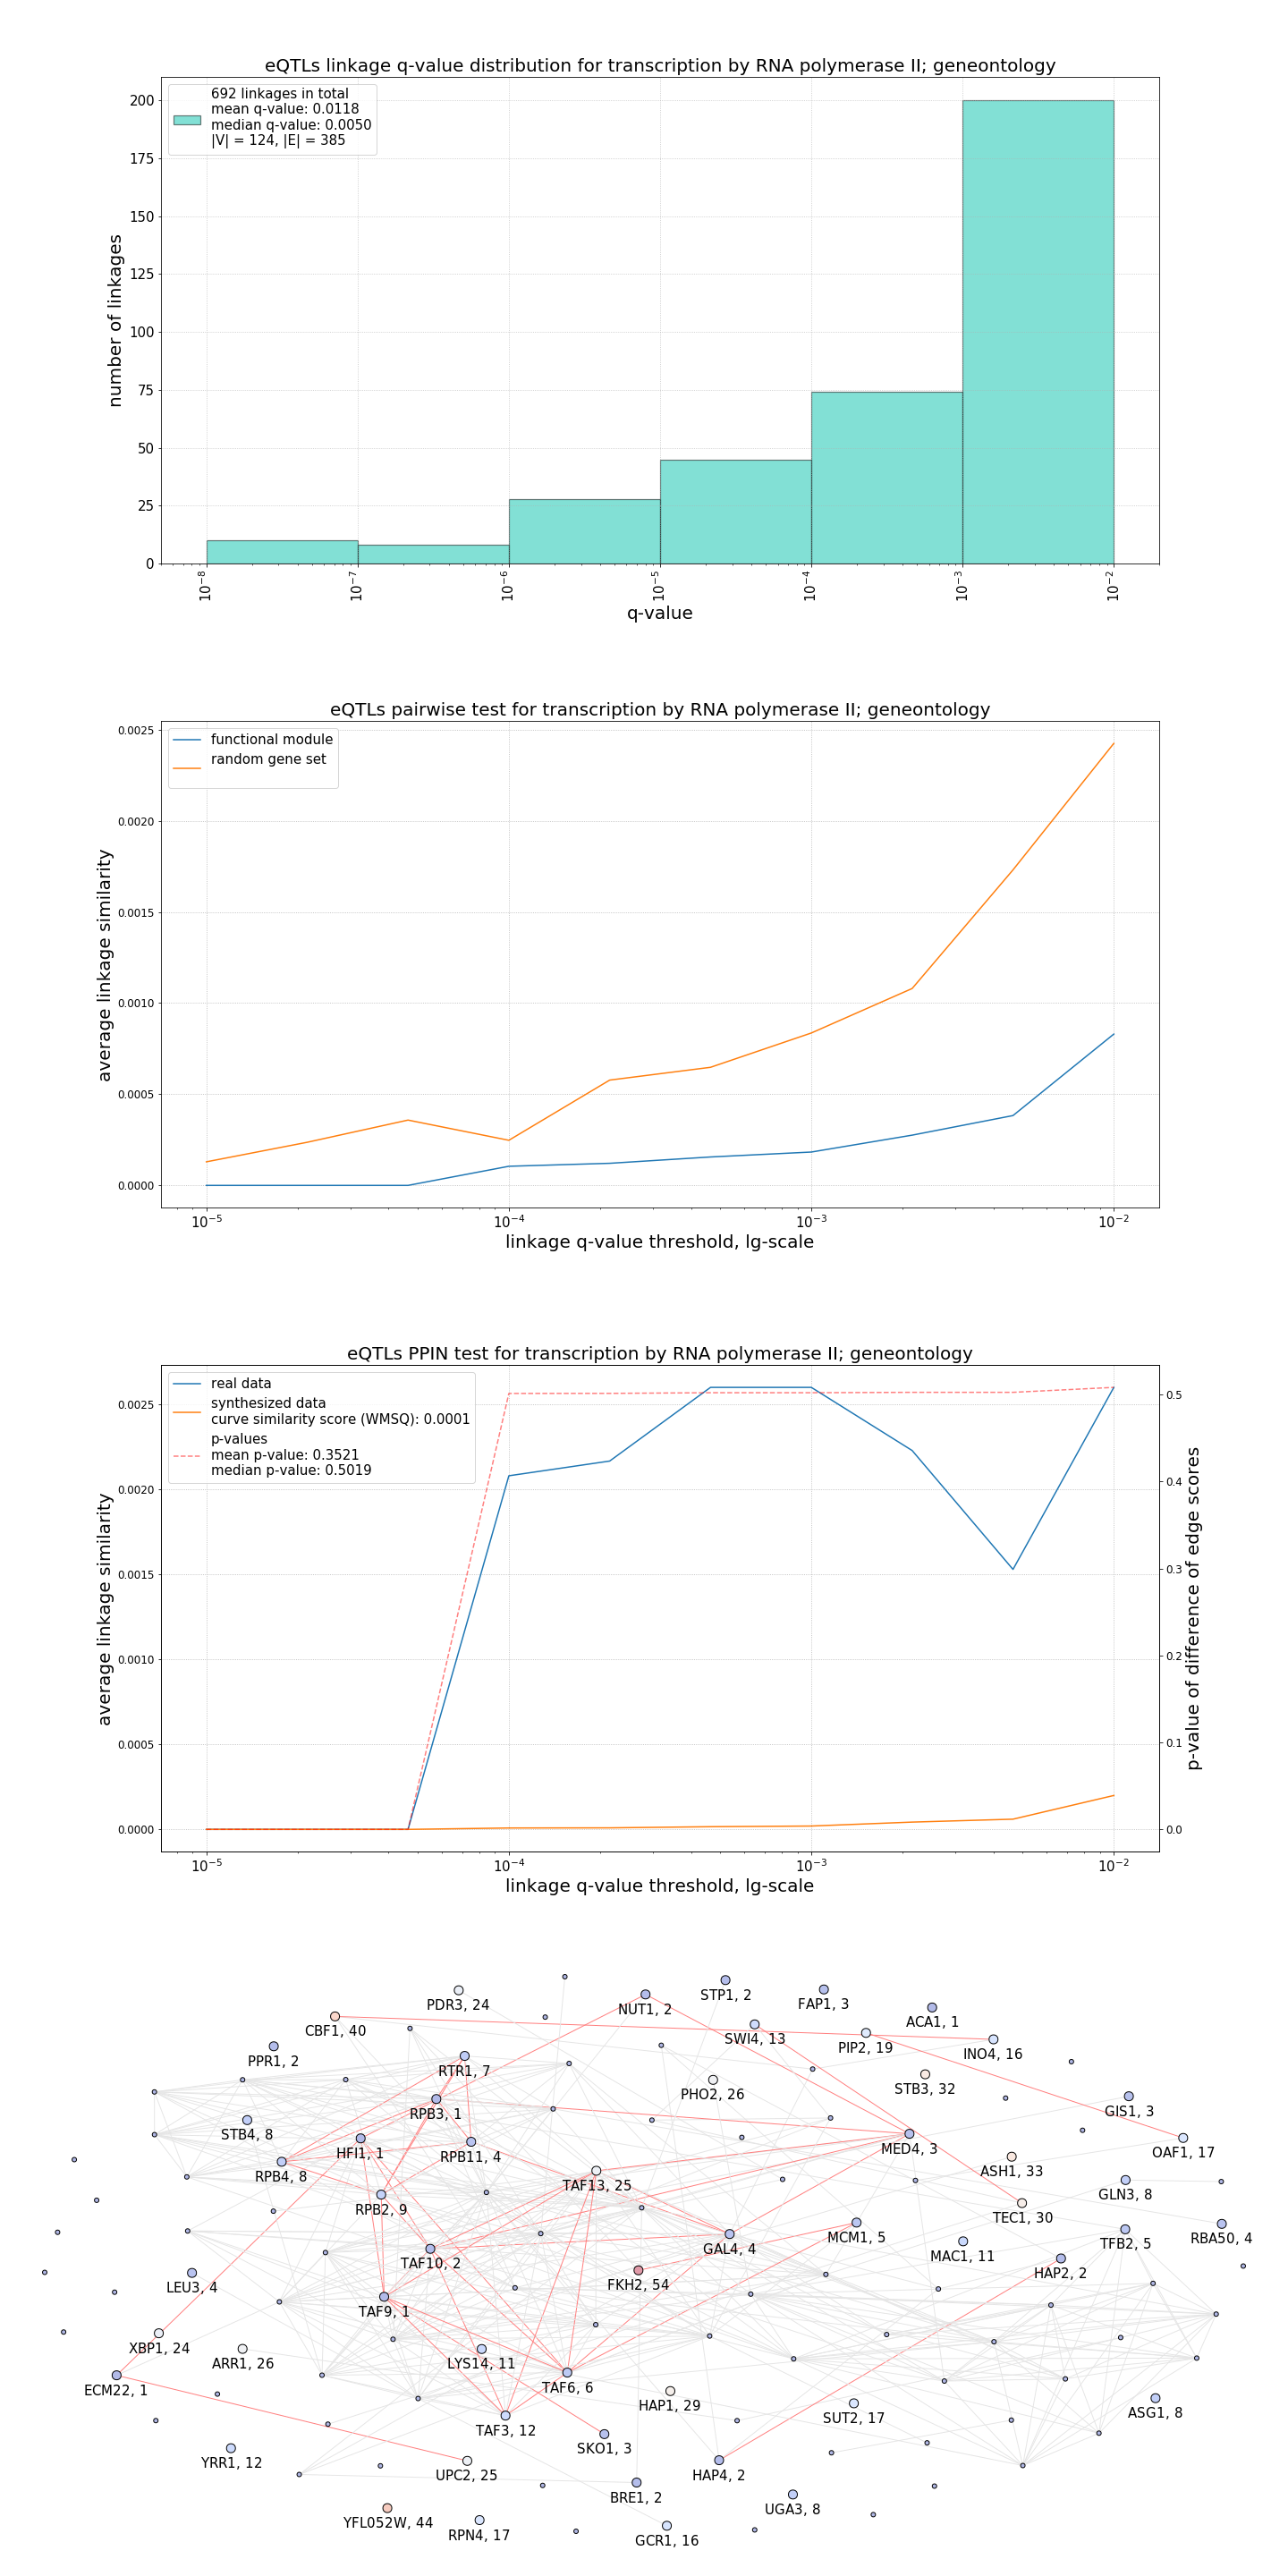 eQTLs linkage q-value distribution for transcription by RNA polymerase II; geneontology
692 linkages in total
mean q-value: 0.0118
median q-value: 0.0050
|V| = 124, |E| = 385
number of linkages
200
175
150
125
100
75
50
25
0
10⁻⁸ 10⁻⁷ 10⁻⁶ 10⁻⁵ 10⁻⁴ 10⁻³ 10⁻²
q-value
eQTLs pairwise test for transcription by RNA polymerase II; geneontology
functional module
random gene set
average linkage similarity
0.0025
0.0020
0.0015
0.0010
0.0005
0.0000
10⁻⁵ 10⁻⁴ 10⁻³ 10⁻²
linkage q-value threshold, lg-scale
eQTLs PPIN test for transcription by RNA polymerase II; geneontology
real data
synthesized data
curve similarity score (WMSQ): 0.0001
p-values
mean p-value: 0.3521
median p-value: 0.5019
average linkage similarity
0.0025
0.0020
0.0015
0.0010
0.0005
0.0000
0.5
0.4
0.3
0.2
0.1
0.0
p-value of difference of edge scores
10⁻⁵ 10⁻⁴ 10⁻³ 10⁻²
linkage q-value threshold, lg-scale
STP1, 2
FAP1, 3
PDR3, 24
NUT1, 2
ACA1, 1
CBF1, 40
SWI4, 13
PIP2, 19
INO4, 16
PPR1, 2
RTR1, 7
PHO2, 26
STB3, 32
RPB3, 1
GIS1, 3
STB4, 8
HFI1, 1
RPB11, 4
MED4, 3
OAF1, 17
RPB4, 8
TAF13, 25
ASH1, 33
GLN3, 8
RPB2, 9
TEC1, 30
MCM1, 5
TFB2, 5
RBA50, 4
TAF10, 2
GAL4, 4
MAC1, 11
HAP2, 2
LEU3, 4
FKH2, 54
TAF9, 1
XBP1, 24
ARR1, 26
LYS14, 11
ECM22, 1
TAF6, 6
HAP1, 29
SUT2, 17
ASG1, 8
TAF3, 12
SKO1, 3
YRR1, 12
UPC2, 25
HAP4, 2
BRE1, 2
UGA3, 8
YFL052W, 44
RPN4, 17
GCR1, 16